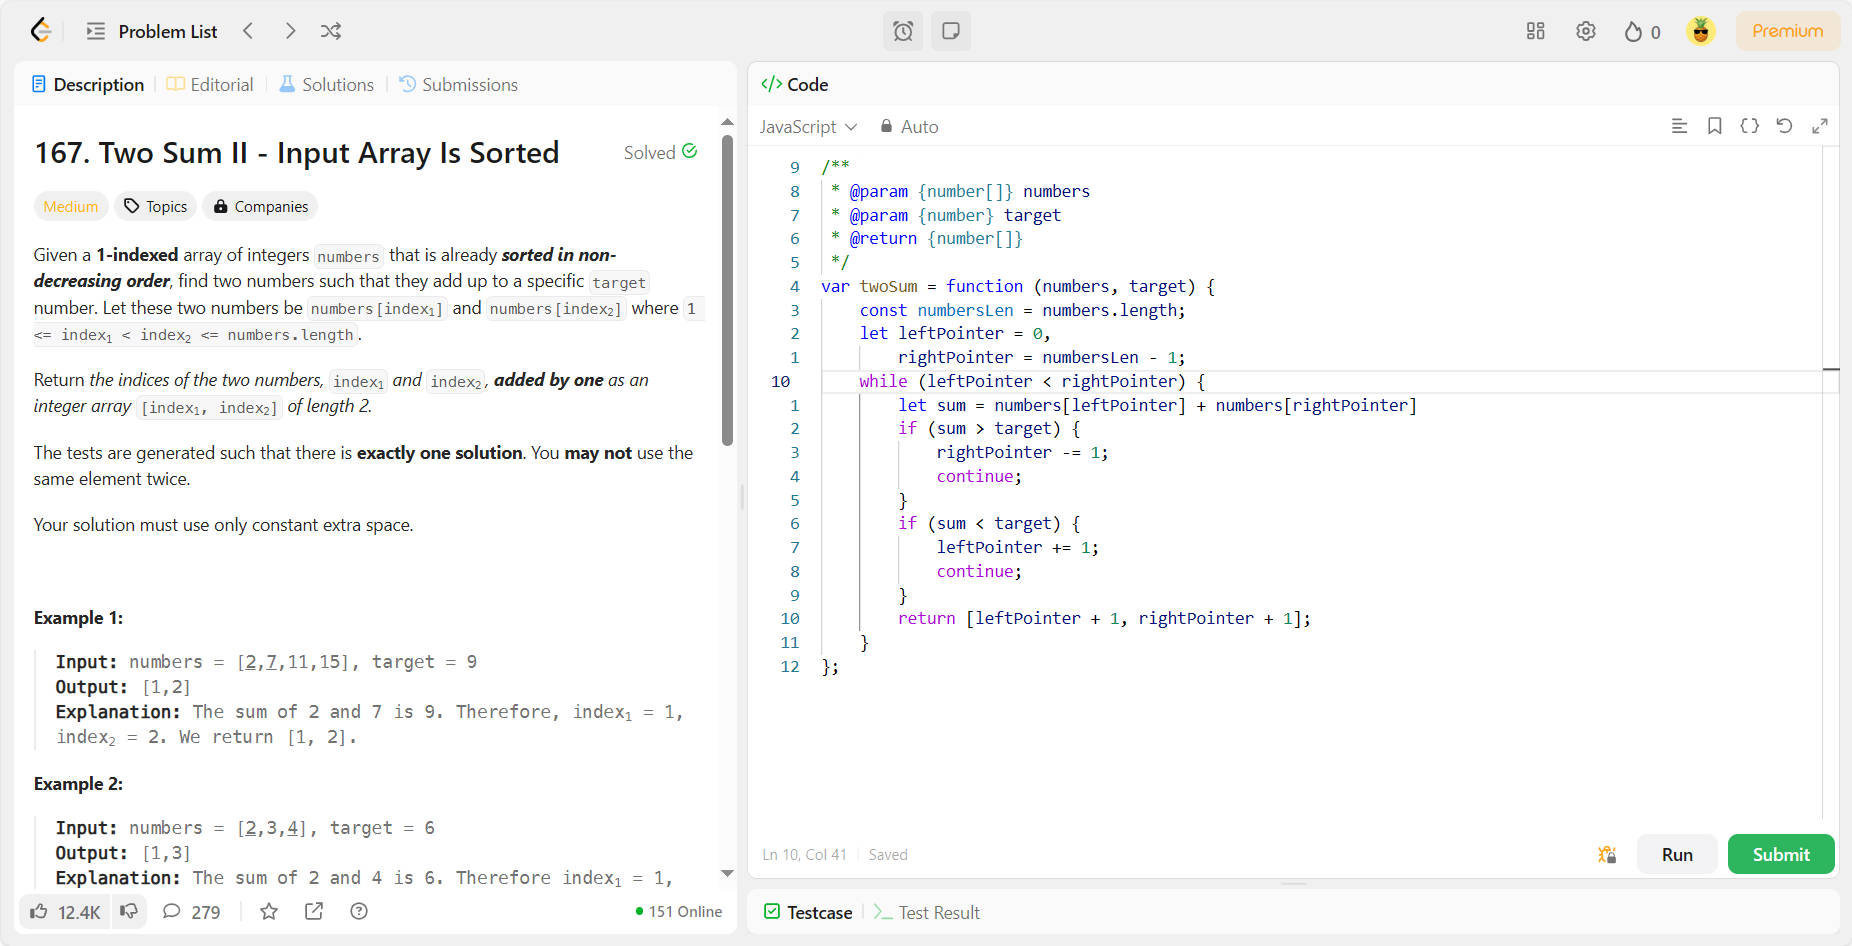 Problem List
0
Premium
Description
Editorial
Solutions
Submissions
167. Two Sum II - Input Array Is Sorted
Solved
Medium
Topics
Companies
Given a 1-indexed array of integers numbers that is already sorted in non-
decreasing order, find two numbers such that they add up to a specific target
number. Let these two numbers be numbers[index₁] and numbers[index₂] where 1
<= index₁ < index₂ <= numbers.length.
Return the indices of the two numbers, index₁ and index₂, added by one as an
integer array [index₁, index₂] of length 2.
The tests are generated such that there is exactly one solution. You may not use the
same element twice.
Your solution must use only constant extra space.
Example 1:
Input: numbers = [2,7,11,15], target = 9
Output: [1,2]
Explanation: The sum of 2 and 7 is 9. Therefore, index₁ = 1,
index₂ = 2. We return [1, 2].
Example 2:
Input: numbers = [2,3,4], target = 6
Output: [1,3]
Explanation: The sum of 2 and 4 is 6. Therefore index₁ = 1,
12.4K
279
151 Online
</> Code
JavaScript
Auto
9 /**
8 * @param {number[]} numbers
7 * @param {number} target
6 * @return {number[]}
5 */
4 var twoSum = function (numbers, target) {
3 const numbersLen = numbers.length;
2 let leftPointer = 0,
1 rightPointer = numbersLen - 1;
10 while (leftPointer < rightPointer) {
1 let sum = numbers[leftPointer] + numbers[rightPointer]
2 if (sum > target) {
3 rightPointer -= 1;
4 continue;
5 }
6 if (sum < target) {
7 leftPointer += 1;
8 continue;
9 }
10 return [leftPointer + 1, rightPointer + 1];
11 }
12 };
Ln 10, Col 41
Saved
Run
Submit
Testcase
Test Result